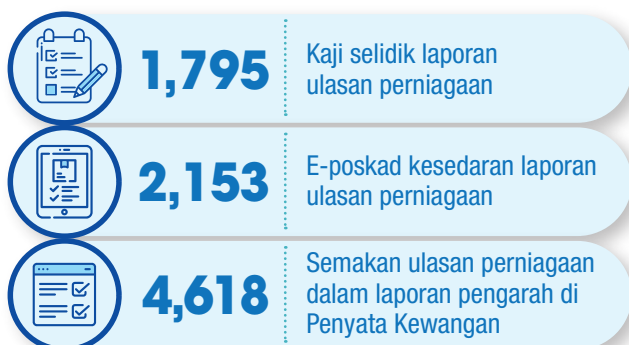 1,795
Kaji selidik laporan
ulasan perniagaan
2,153
E-poskad kesedaran laporan
ulasan perniagaan
4,618
Semakan ulasan perniagaan
dalam laporan pengarah di
Penyata Kewangan